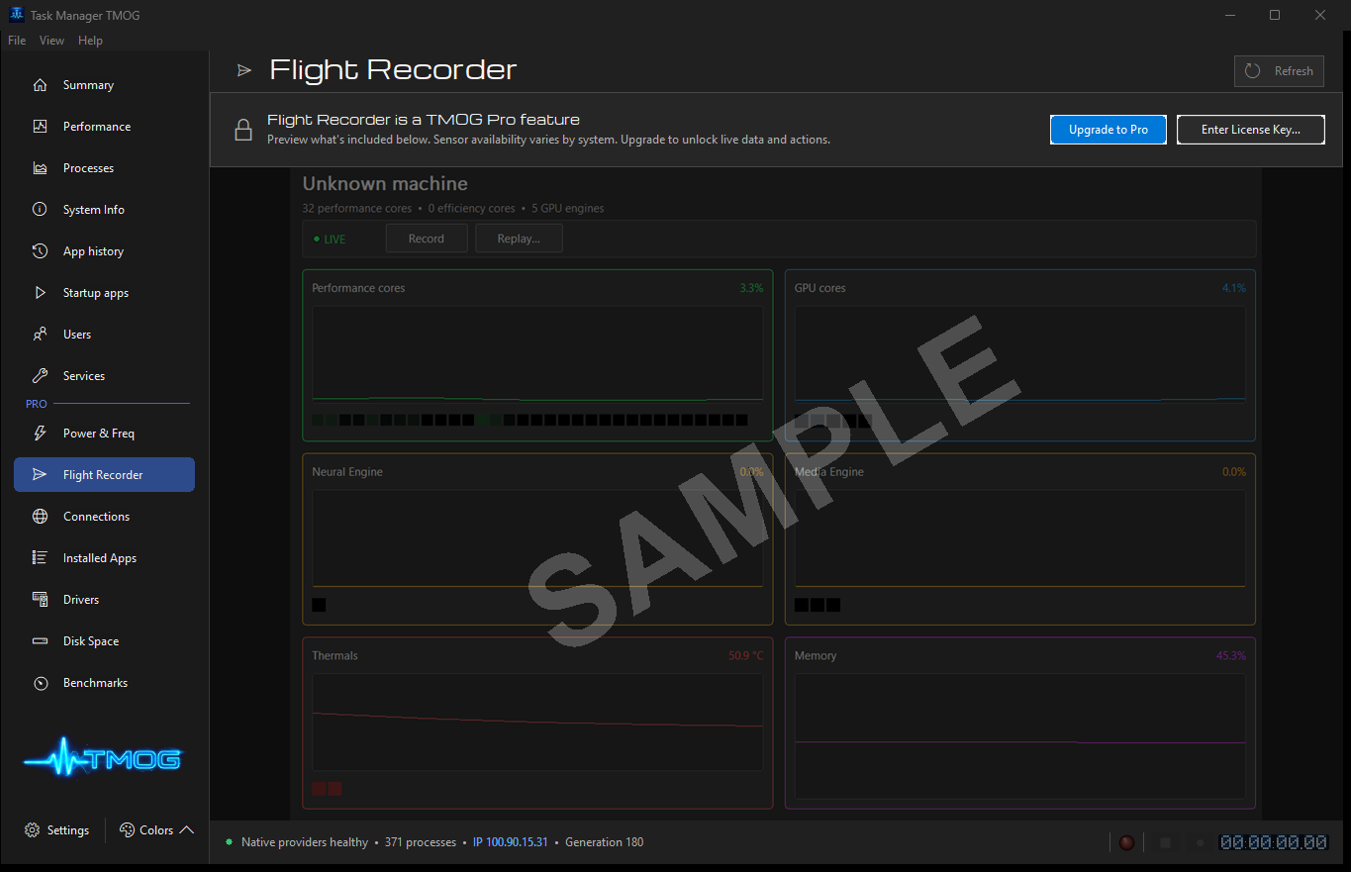 Task Manager TMOG
File View Help
Summary
Performance
Processes
System Info
App history
Startup apps
Users
Services
PRO
Power & Freq
Flight Recorder
Connections
Installed Apps
Drivers
Disk Space
Benchmarks
TMOG
Settings Colors
Flight Recorder
Refresh
Flight Recorder is a TMOG Pro feature
Preview what's included below. Sensor availability varies by system. Upgrade to unlock live data and actions.
Upgrade to Pro
Enter License Key...
Unknown machine
32 performance cores • 0 efficiency cores • 5 GPU engines
LIVE
Record
Replay...
Performance cores 3.3%
GPU cores 4.1%
Neural Engine 0.0%
Media Engine 0.0%
Thermals 50.9 °C
Memory 45.3%
SAMPLE
Native providers healthy • 371 processes • IP 100.90.15.31 • Generation 180
00:00:00.00